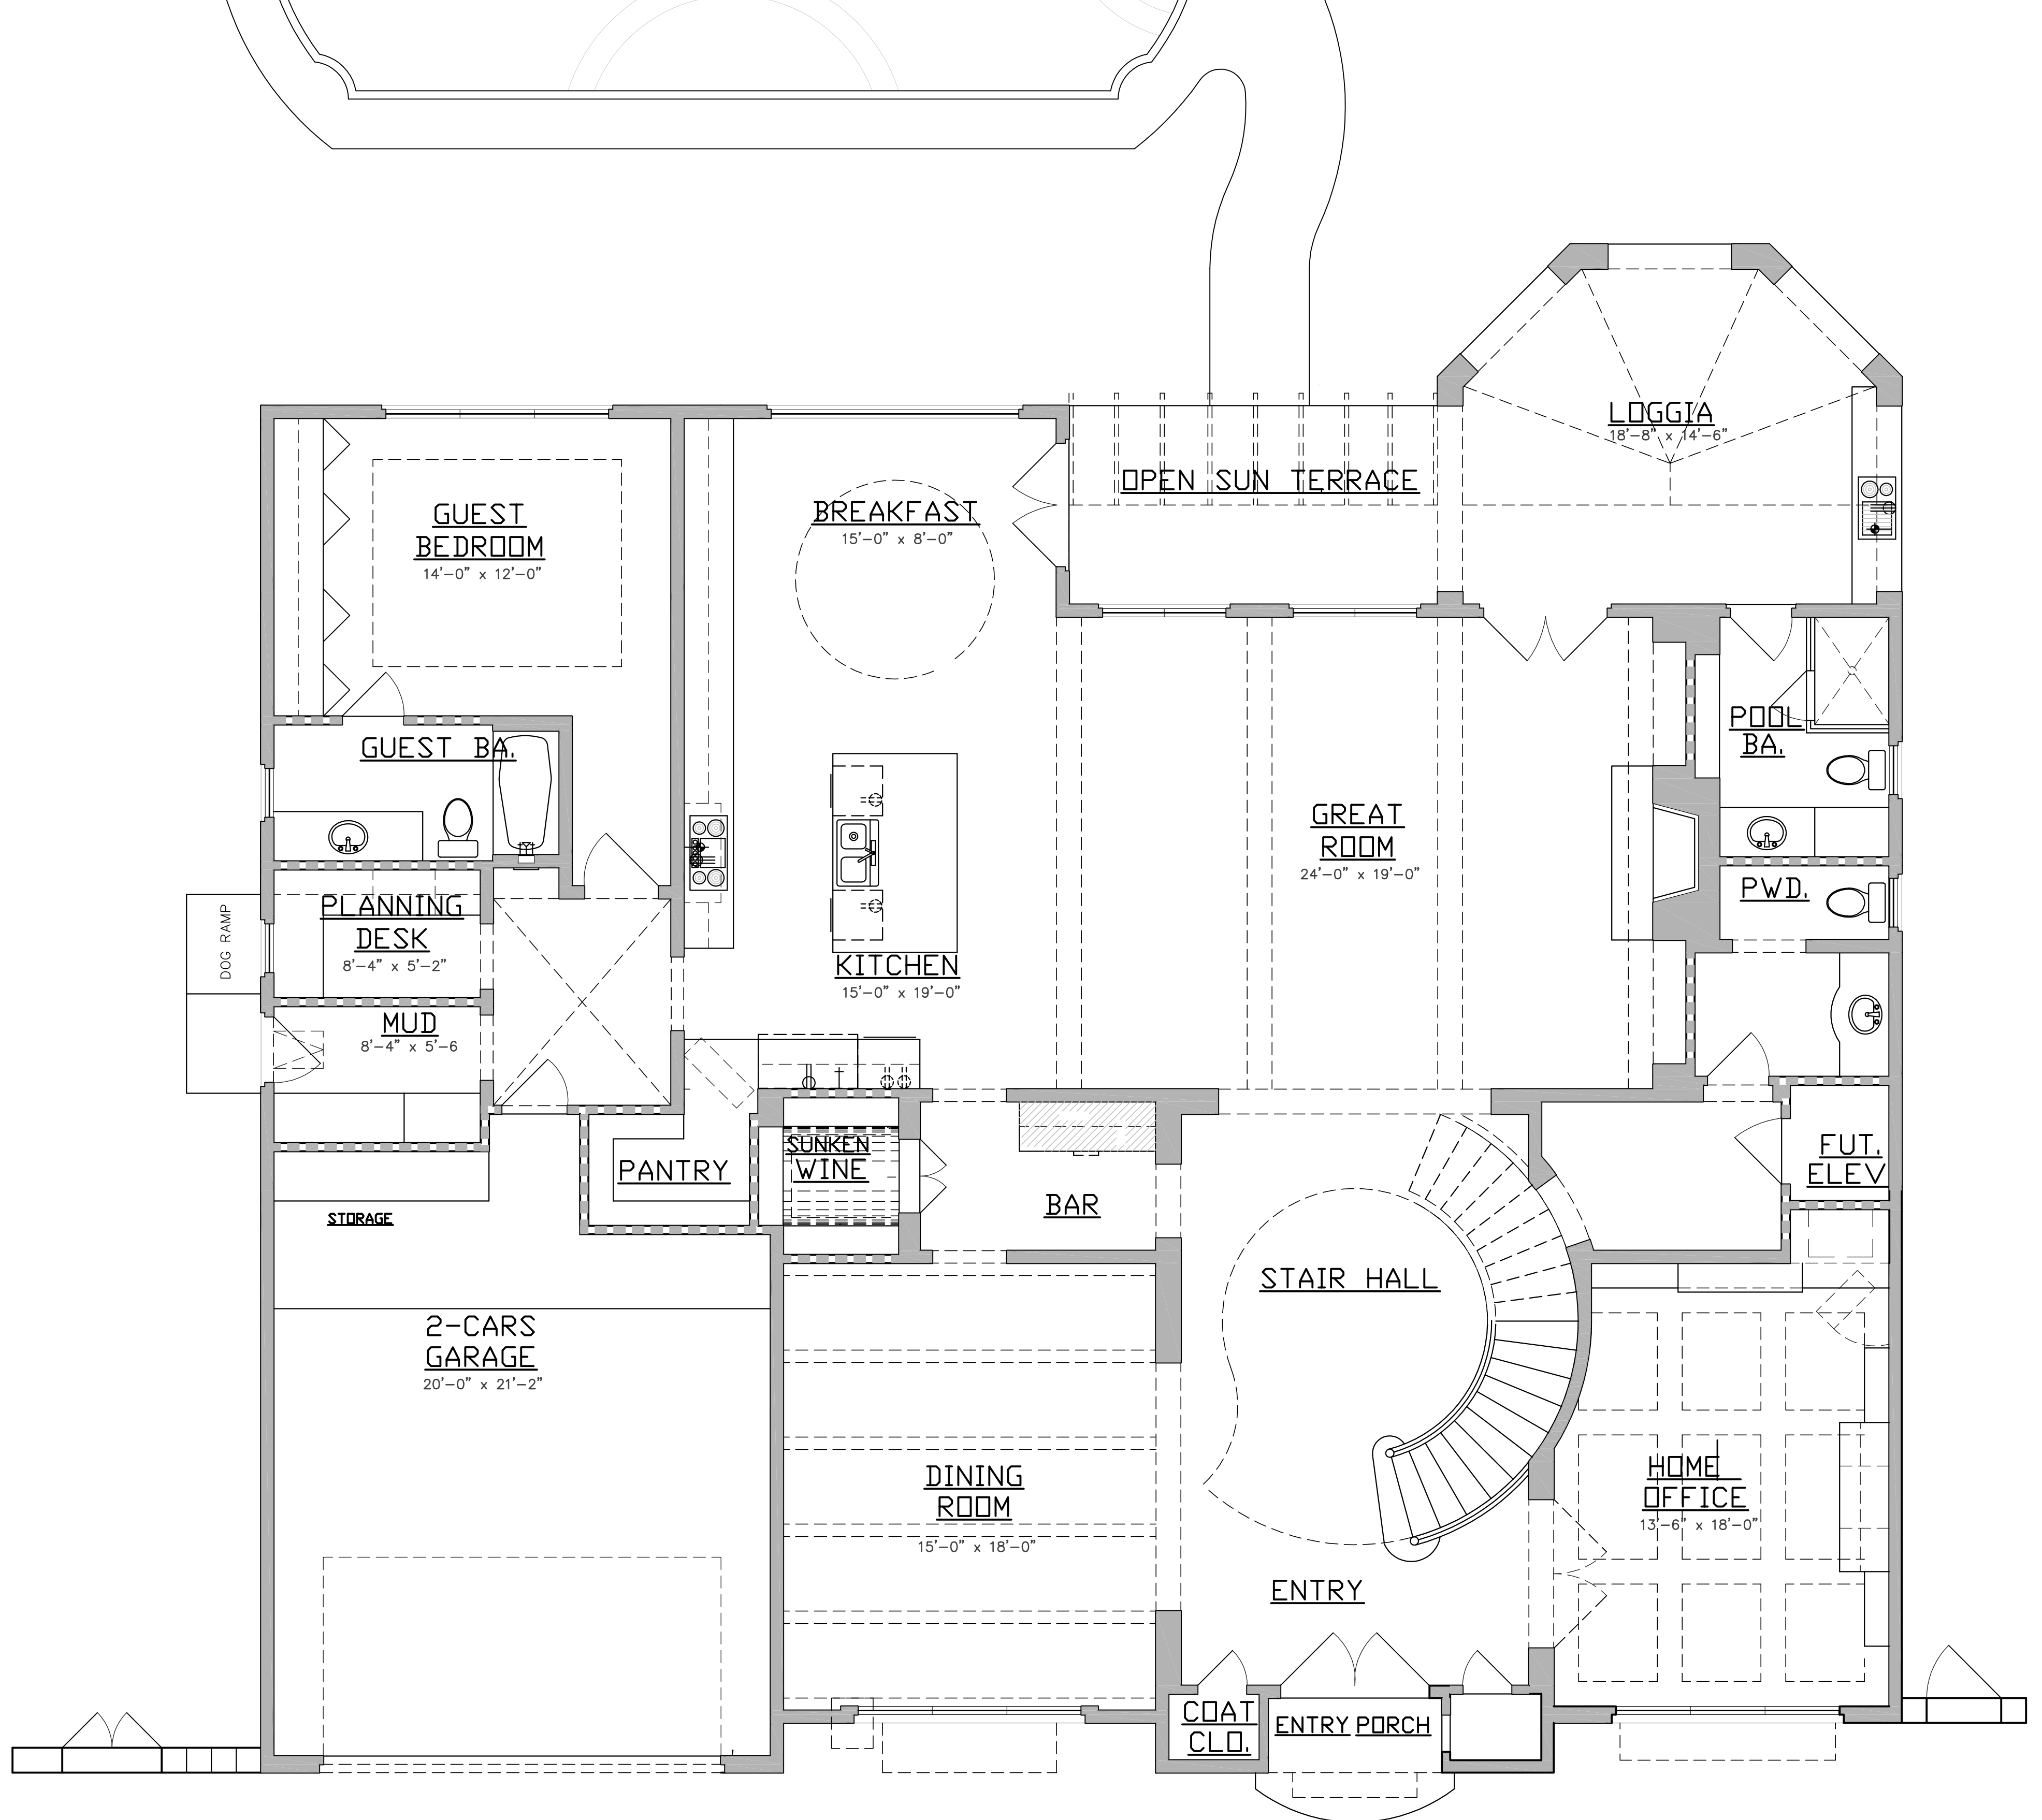 LOGGIA
18'-8" x 14'-6"
OPEN SUN TERRACE
GUEST
BEDROOM
14'-0" x 12'-0"
BREAKFAST
15'-0" x 8'-0"
GUEST BA.
POOL
BA.
GREAT
ROOM
24'-0" x 19'-0"
PWD.
DOG RAMP
PLANNING
DESK
8'-4" x 5'-2"
KITCHEN
15'-0" x 19'-0"
MUD
8'-4" x 5'-6
PANTRY
SUNKEN
WINE
BAR
FUT.
ELEV
STORAGE
STAIR HALL
2-CARS
GARAGE
20'-0" x 21'-2"
DINING
ROOM
15'-0" x 18'-0"
HOME
OFFICE
13'-6" x 18'-0"
ENTRY
COAT
CLO.
ENTRY PORCH